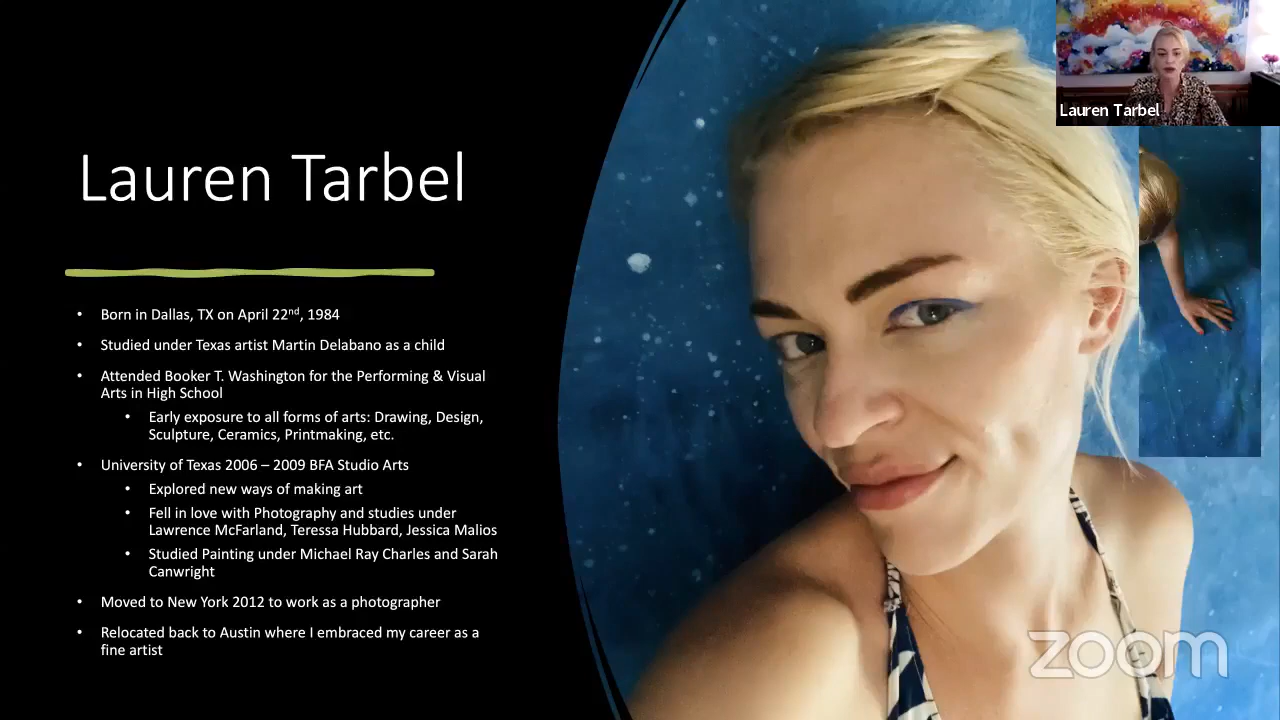 Lauren Tarbel
Lauren Tarbel
• Born in Dallas, TX on April 22nd, 1984
• Studied under Texas artist Martin Delabano as a child
• Attended Booker T. Washington for the Performing & Visual
Arts in High School
• Early exposure to all forms of arts: Drawing, Design,
Sculpture, Ceramics, Printmaking, etc.
• University of Texas 2006 – 2009 BFA Studio Arts
• Explored new ways of making art
• Fell in love with Photography and studies under
Lawrence McFarland, Teressa Hubbard, Jessica Malios
• Studied Painting under Michael Ray Charles and Sarah
Canwright
• Moved to New York 2012 to work as a photographer
• Relocated back to Austin where I embraced my career as a
fine artist
zoom